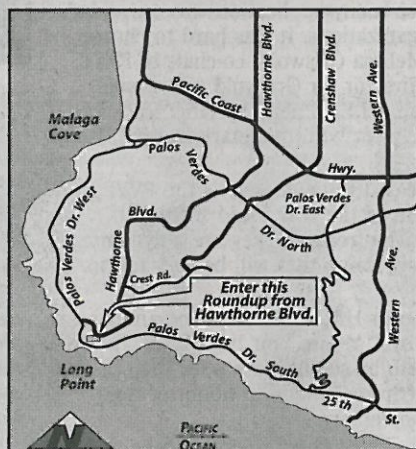 Hawthorne Blvd.
Crenshaw Blvd.
Western Ave.
Pacific Coast
Hwy.
Malaga
Cove
Palos
Verdes
Dr. North
Palos Verdes
Dr. East
Palos Verdes Dr. West
Hawthorne
Blvd.
Crest Rd.
Enter this
Roundup from
Hawthorne Blvd.
Western
Ave.
Long
Point
Palos Verdes Dr. South
25 th
St.
PACIFIC
OCEAN
N